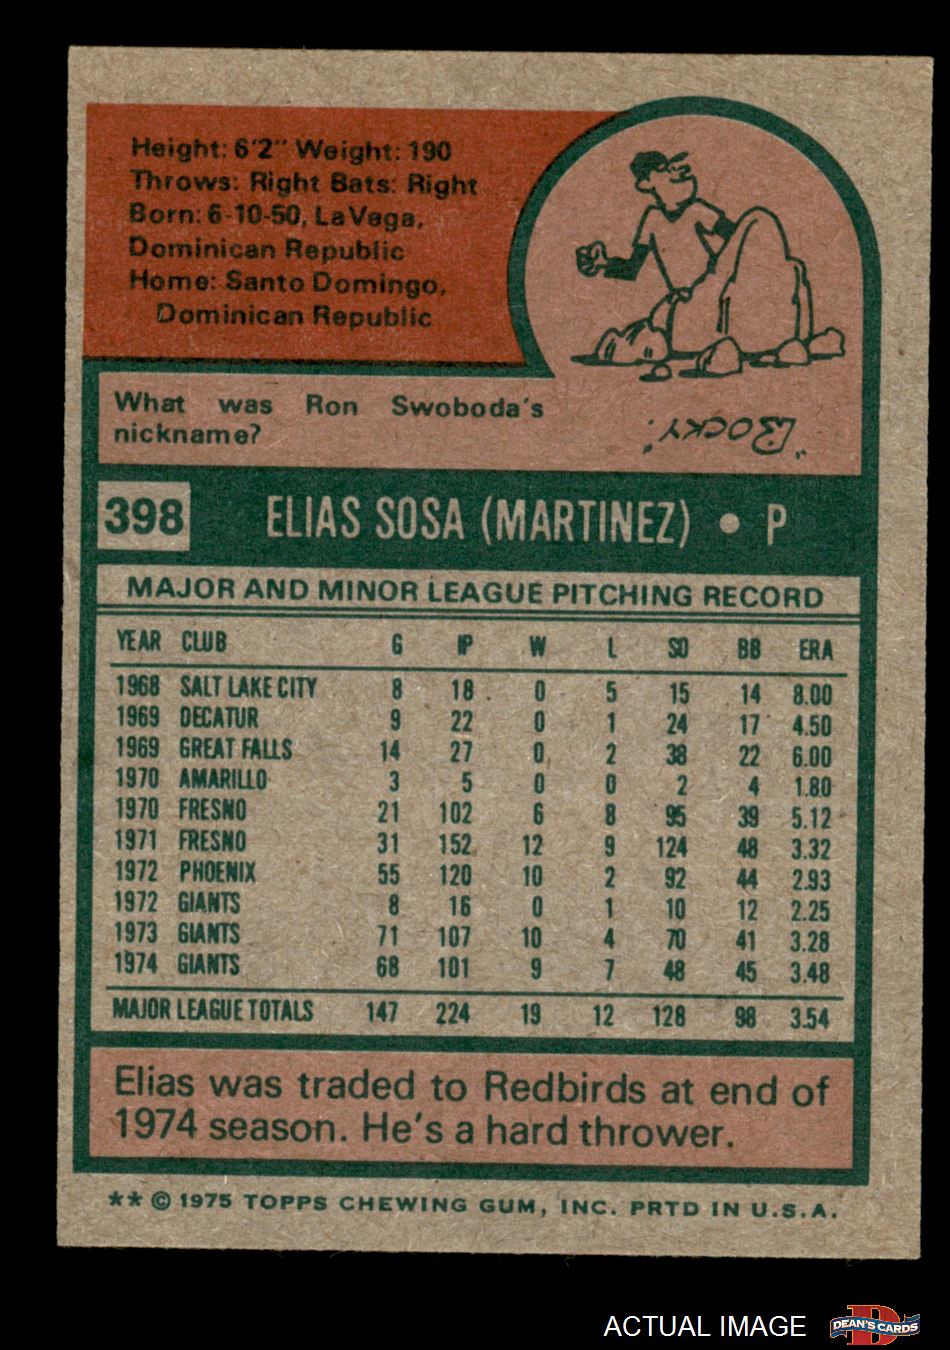 Height: 6'2" Weight: 190
Throws: Right Bats: Right
Born: 6-10-50, LaVega,
Dominican Republic
Home: Santo Domingo,
Dominican Republic
What was Ron Swoboda's
nickname?
"Rocky."
398 ELIAS SOSA (MARTINEZ) • P
MAJOR AND MINOR LEAGUE PITCHING RECORD
YEAR CLUB G IP W L SO BB ERA
1968 SALT LAKE CITY 8 18 0 5 15 14 8.00
1969 DECATUR 9 22 0 1 24 17 4.50
1969 GREAT FALLS 14 27 0 2 38 22 6.00
1970 AMARILLO 3 5 0 0 2 4 1.80
1970 FRESNO 21 102 6 8 95 39 5.12
1971 FRESNO 31 152 12 9 124 48 3.32
1972 PHOENIX 55 120 10 2 92 44 2.93
1972 GIANTS 8 16 0 1 10 12 2.25
1973 GIANTS 71 107 10 4 70 41 3.28
1974 GIANTS 68 101 9 7 48 45 3.48
MAJOR LEAGUE TOTALS 147 224 19 12 128 98 3.54
Elias was traded to Redbirds at end of
1974 season. He's a hard thrower.
** © 1975 TOPPS CHEWING GUM, INC. PRTD IN U.S.A.
ACTUAL IMAGE
DEAN'S CARDS